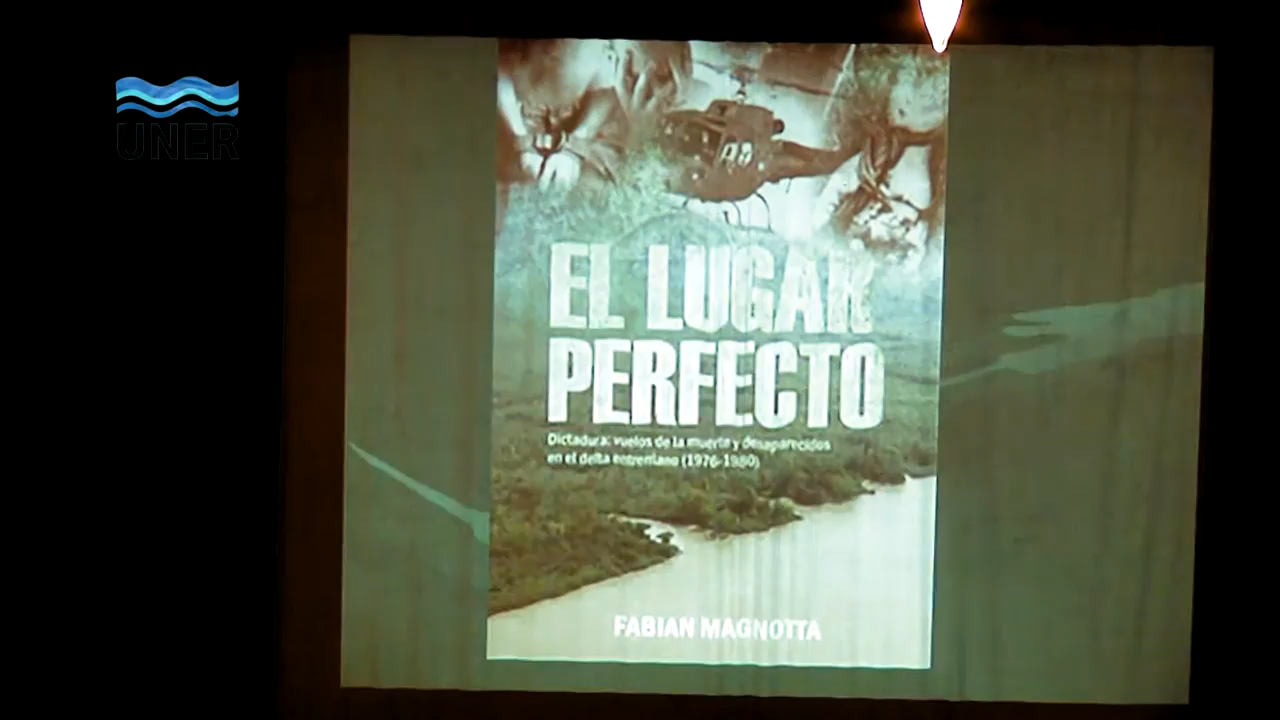 UNER
EL LUGAR
PERFECTO
Dictadura: vuelos de la muerte y desaparecidos
en el delta entrerriano (1976-1980)
FABIAN MAGNOTTA